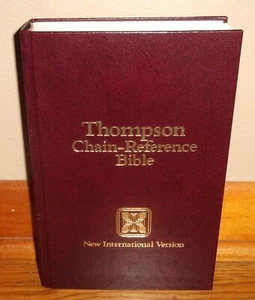 Thompson
Chain-Reference
Bible
New International Version